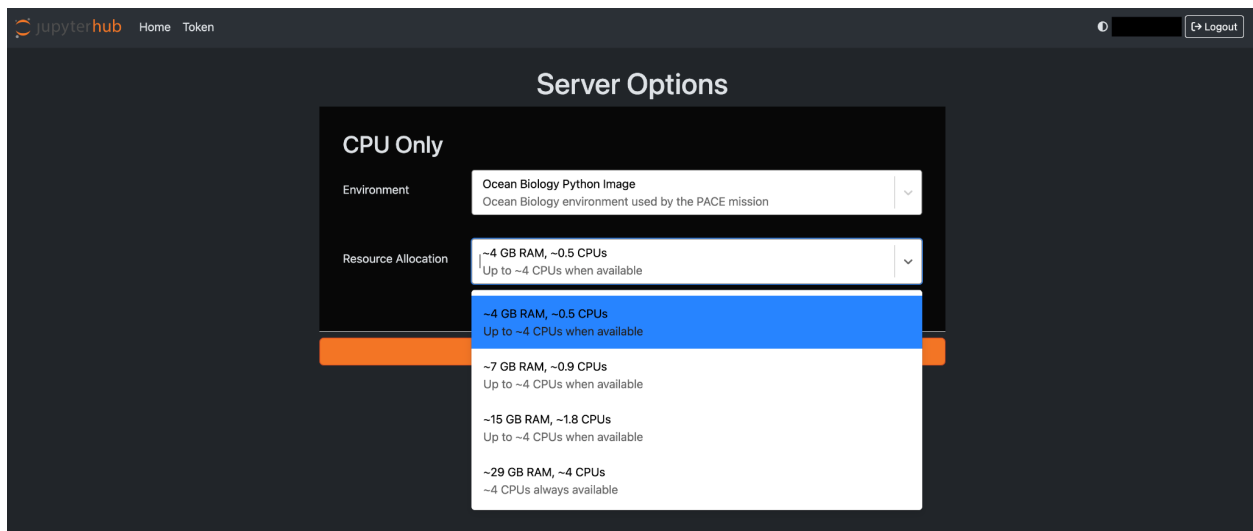 jupyterhub Home Token Logout
Server Options
CPU Only
Environment
Ocean Biology Python Image
Ocean Biology environment used by the PACE mission
Resource Allocation
~4 GB RAM, ~0.5 CPUs
Up to ~4 CPUs when available
~4 GB RAM, ~0.5 CPUs
Up to ~4 CPUs when available
~7 GB RAM, ~0.9 CPUs
Up to ~4 CPUs when available
~15 GB RAM, ~1.8 CPUs
Up to ~4 CPUs when available
~29 GB RAM, ~4 CPUs
~4 CPUs always available